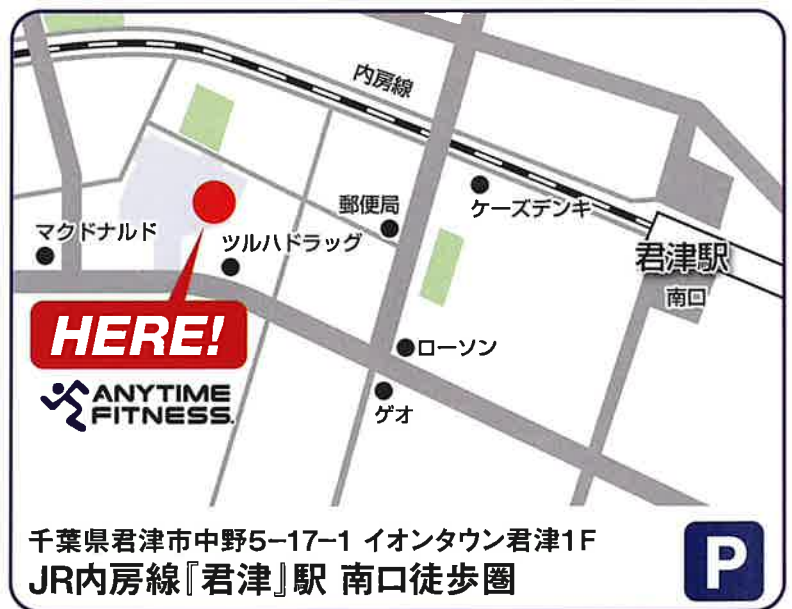 内房線
郵便局
ケーズデンキ
マクドナルド
ツルハドラッグ
君津駅
南口
HERE!
ローソン
ANYTIME
FITNESS.
ゲオ
千葉県君津市中野5-17-1 イオンタウン君津1F
JR内房線『君津』駅 南口徒歩圏
P